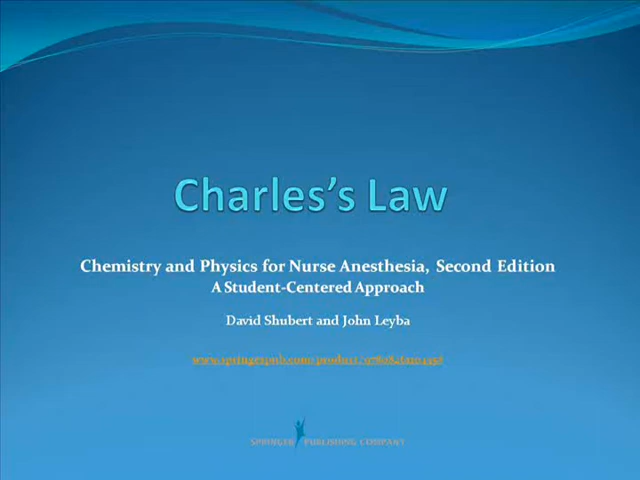 Charles's Law
Chemistry and Physics for Nurse Anesthesia, Second Edition
A Student-Centered Approach
David Shubert and John Leyba
SPRINGER PUBLISHING COMPANY